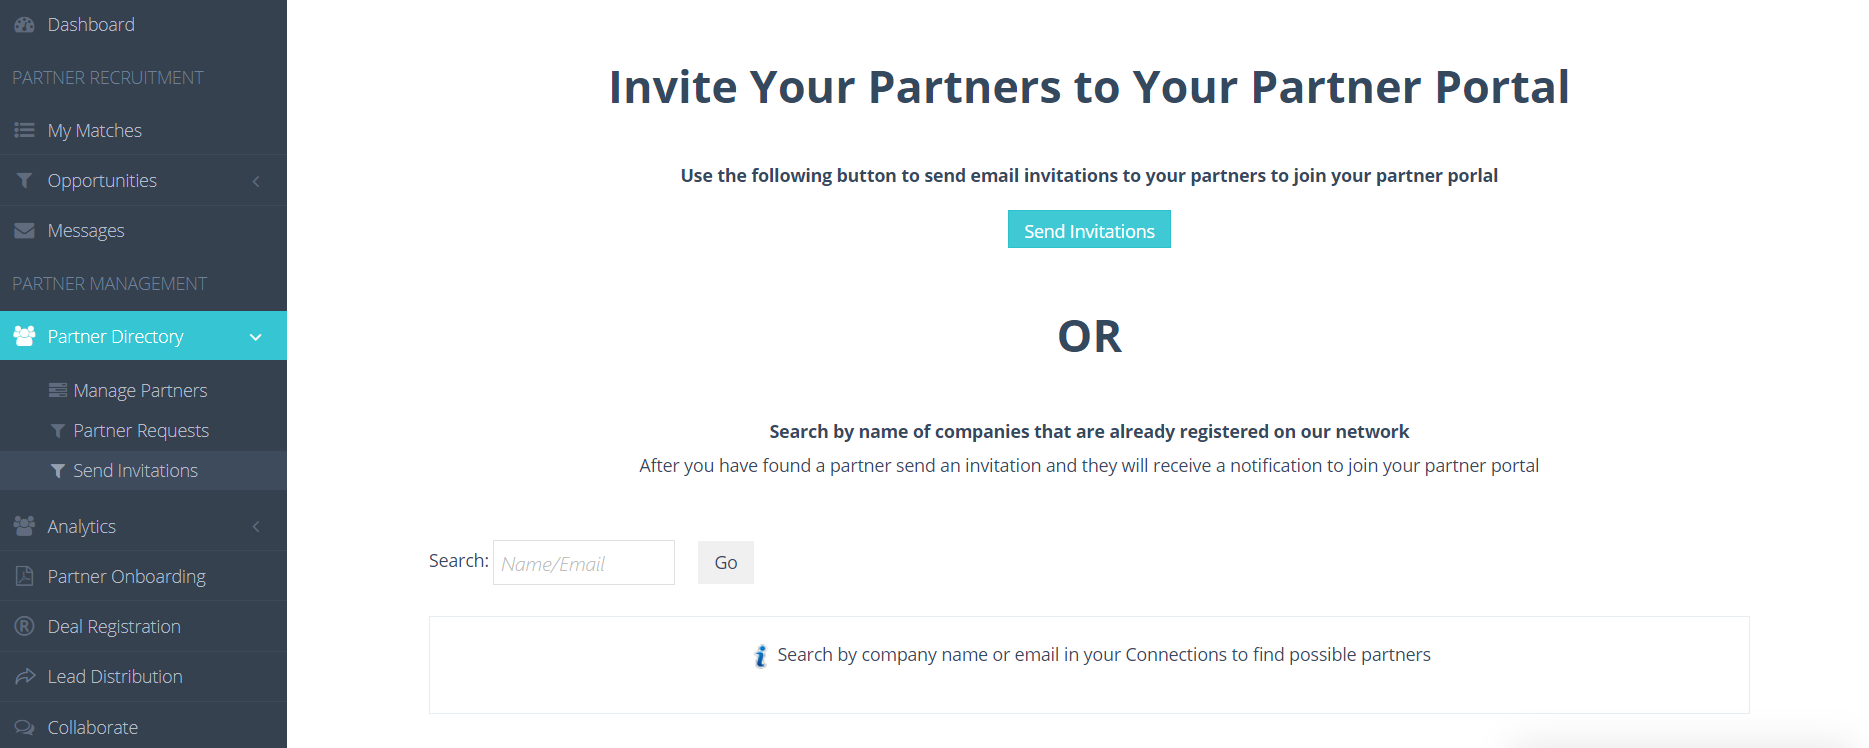 Dashboard
PARTNER RECRUITMENT
My Matches
Opportunities
Messages
PARTNER MANAGEMENT
Partner Directory
Manage Partners
Partner Requests
Send Invitations
Analytics
Partner Onboarding
Deal Registration
Lead Distribution
Collaborate
Invite Your Partners to Your Partner Portal
Use the following button to send email invitations to your partners to join your partner porlal
Send Invitations
OR
Search by name of companies that are already registered on our network
After you have found a partner send an invitation and they will receive a notification to join your partner portal
Search: Name/Email Go
Search by company name or email in your Connections to find possible partners